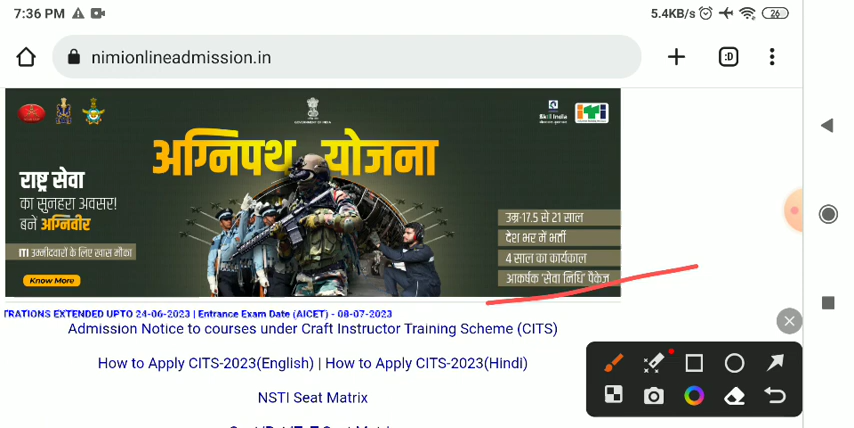 7:36 PM
5.4KB/s
26
nimionlineadmission.in
:D
GOVERNMENT OF INDIA
Skill India
अग्निपथ योजना
राष्ट्र सेवा
का सुनहरा अवसर!
बनें अग्निवीर
ITI उम्मीदवारों के लिए खास मौका
Know More
उम्र-17.5 से 21 साल
देश भर में भर्ती
4 साल का कार्यकाल
आकर्षक 'सेवा निधि' पैकेज
TRATIONS EXTENDED UPTO 24-06-2023 | Entrance Exam Date (AICET) - 08-07-2023
Admission Notice to courses under Craft Instructor Training Scheme (CITS)
How to Apply CITS-2023(English) | How to Apply CITS-2023(Hindi)
NSTI Seat Matrix